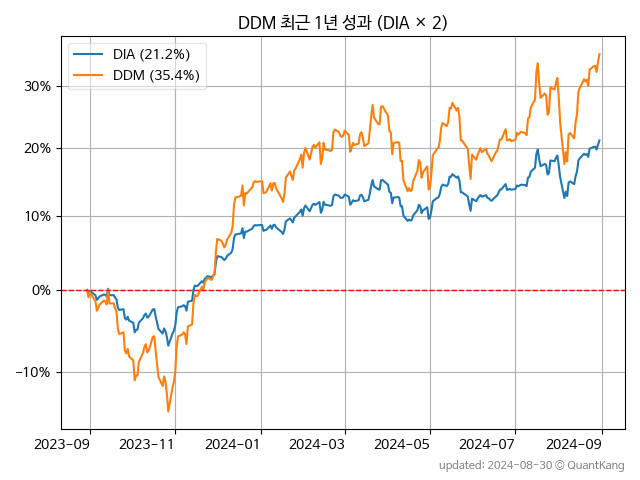 DDM 최근 1년 성과 (DIA × 2)
DIA (21.2%)
DDM (35.4%)
30%
20%
10%
0%
−10%
2023-09 2023-11 2024-01 2024-03 2024-05 2024-07 2024-09
updated: 2024-08-30 © QuantKang